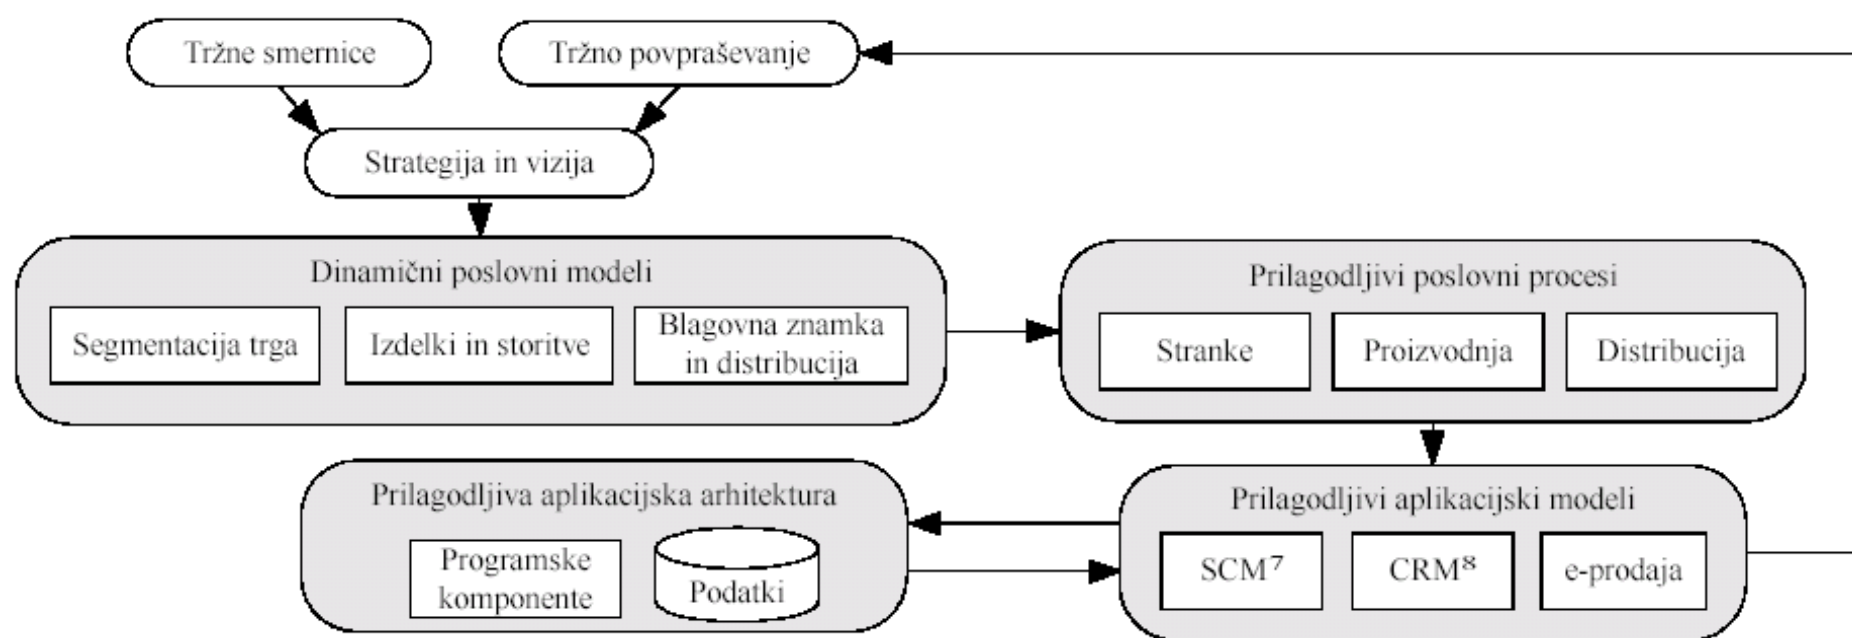 Tržne smernice
Tržno povpraševanje
Strategija in vizija
Dinamični poslovni modeli
Segmentacija trga
Izdelki in storitve
Blagovna znamka
in distribucija
Prilagodljivi poslovni procesi
Stranke
Proizvodnja
Distribucija
Prilagodljiva aplikacijska arhitektura
Programske
komponente
Podatki
Prilagodljivi aplikacijski modeli
SCM⁷
CRM⁸
e-prodaja